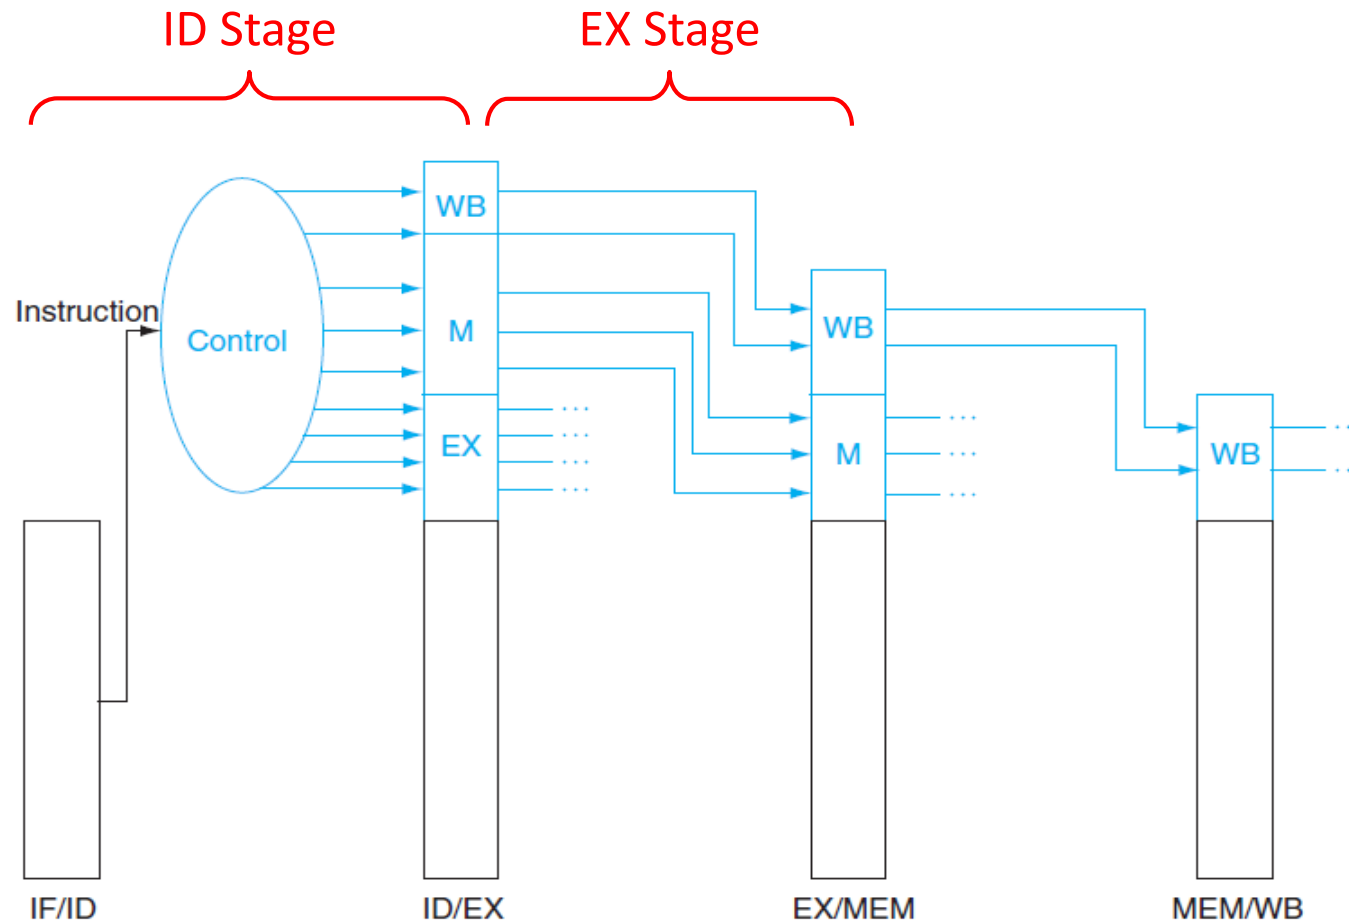 ID Stage
EX Stage
Instruction
Control
WB
M
EX
...
...
...
...
WB
M
...
...
...
WB
...
...
IF/ID
ID/EX
EX/MEM
MEM/WB